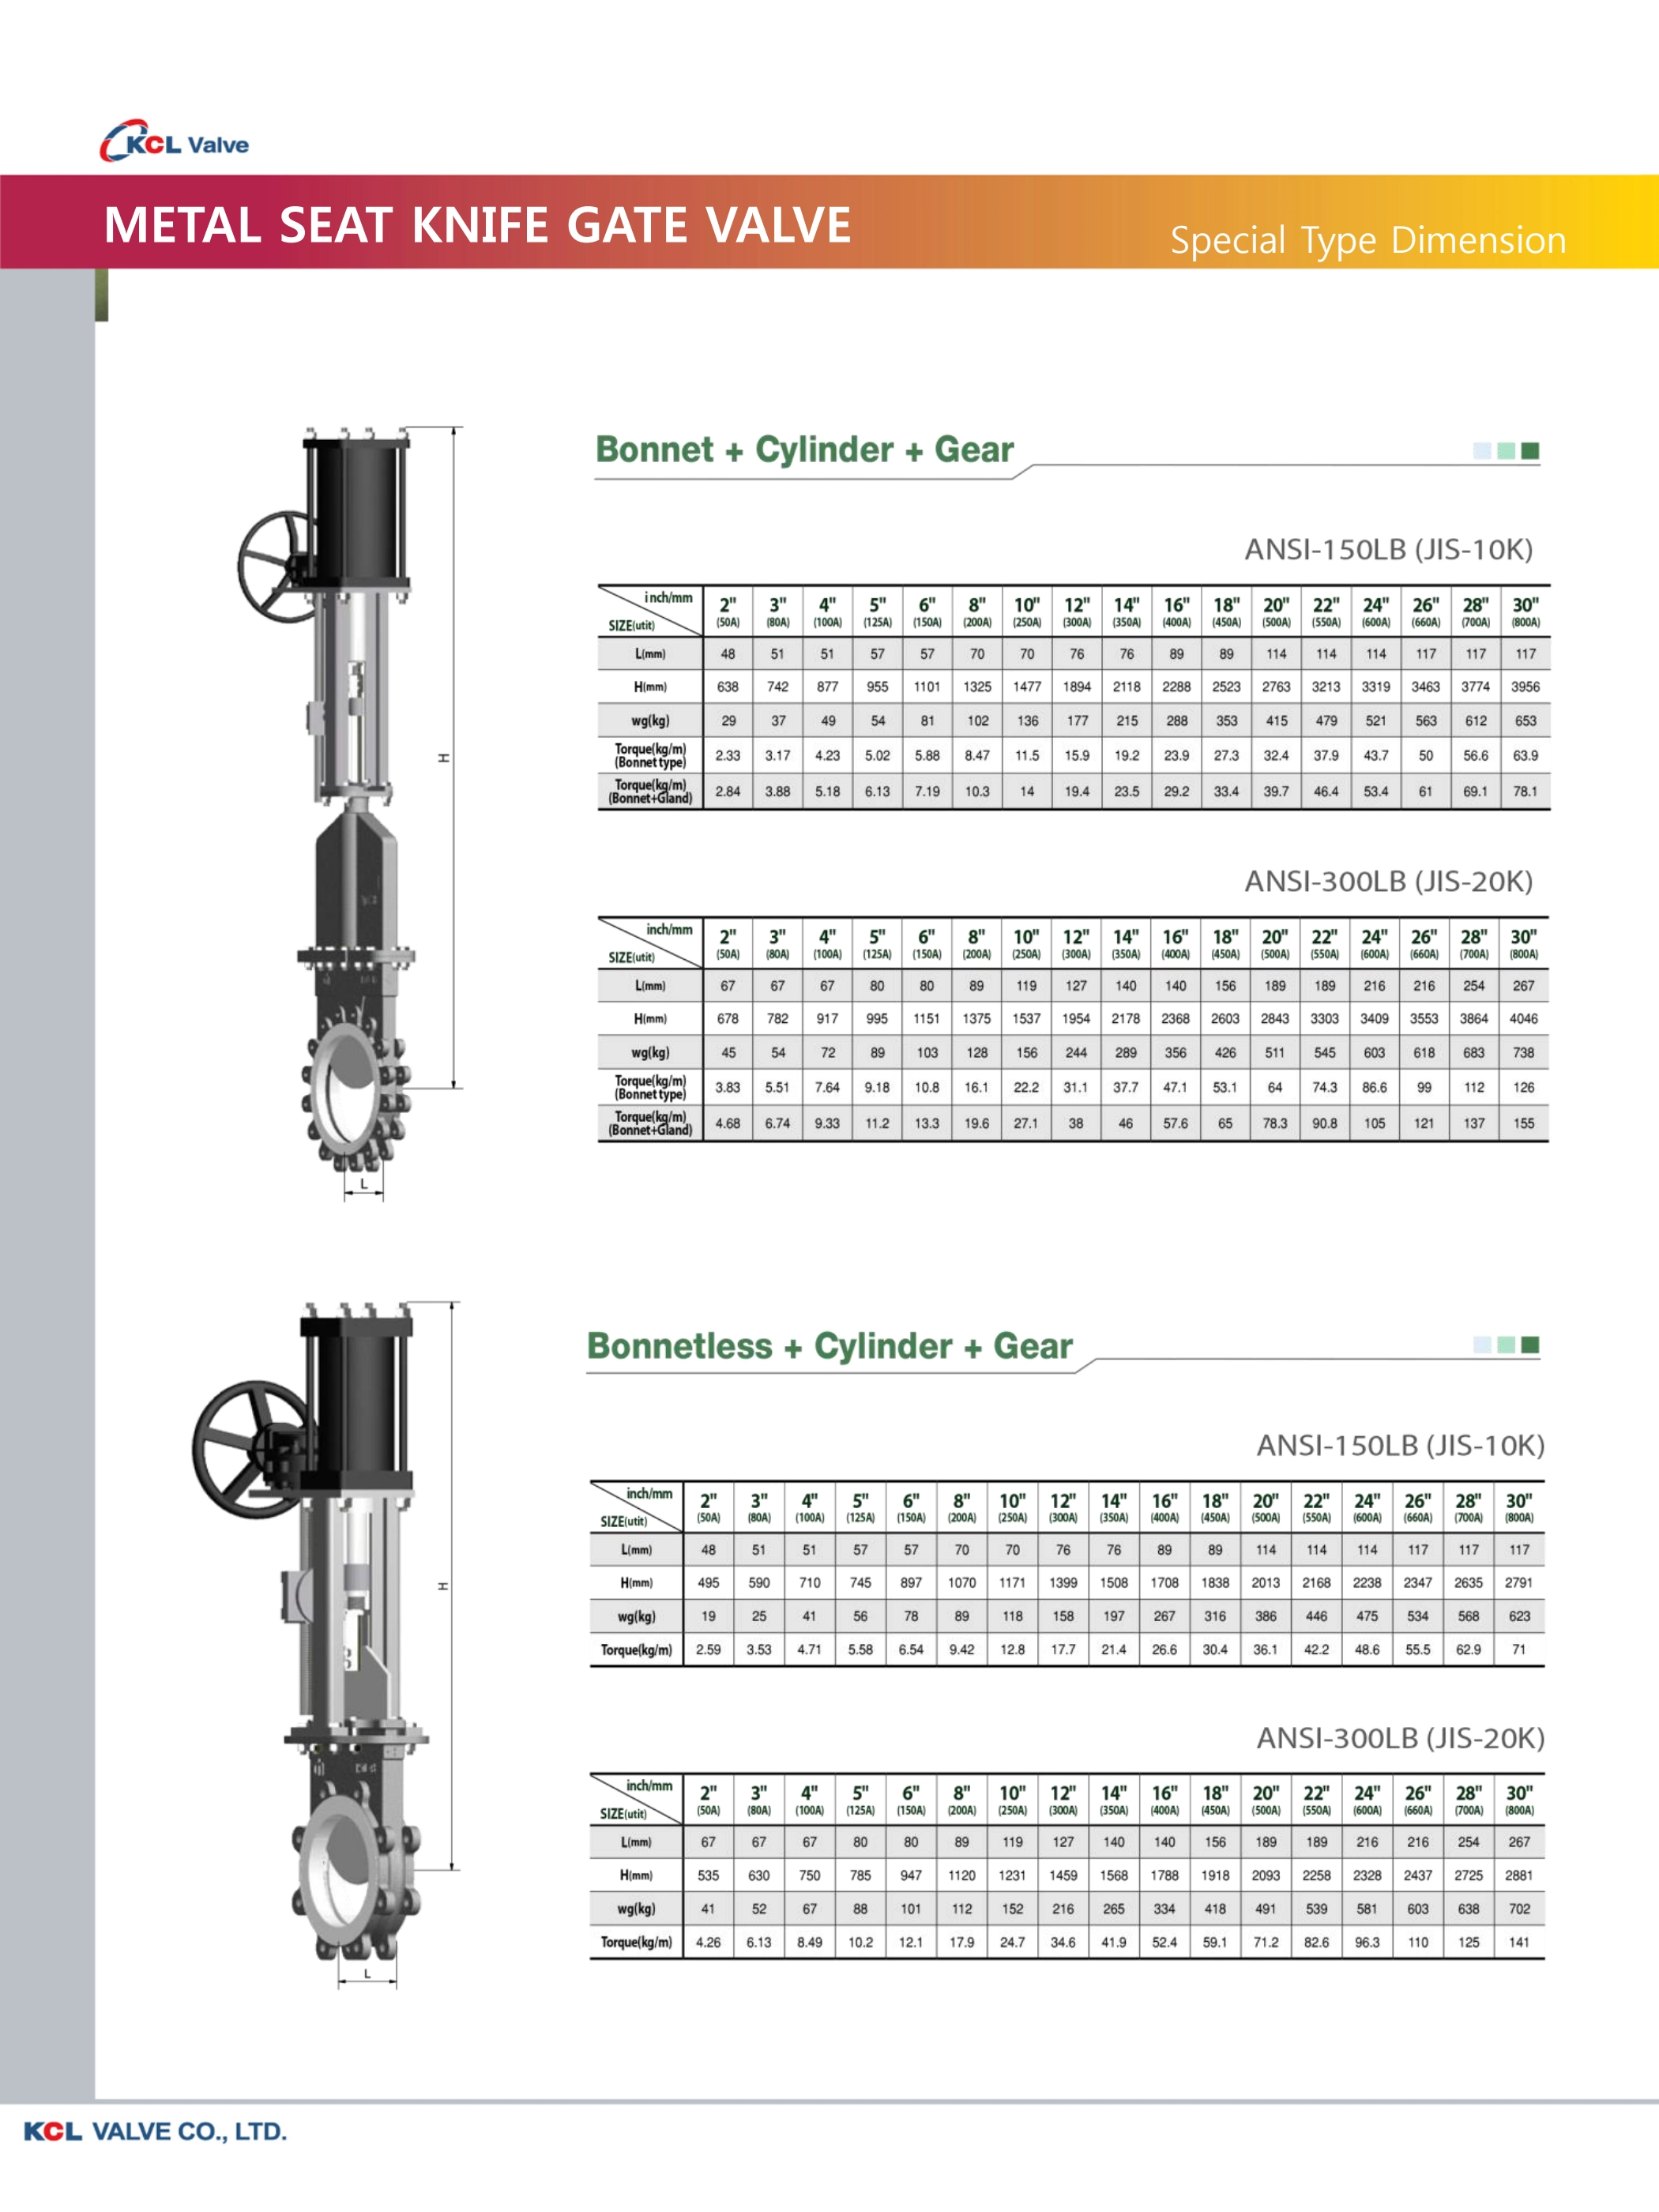 KCL Valve
METAL SEAT KNIFE GATE VALVE Special Type Dimension
Bonnet + Cylinder + Gear
ANSI-150LB (JIS-10K)
inch/mm 2" 3" 4" 5" 6" 8" 10" 12" 14" 16" 18" 20" 22" 24" 26" 28" 30"
SIZE(utit) (50A) (80A) (100A) (125A) (150A) (200A) (250A) (300A) (350A) (400A) (450A) (500A) (550A) (600A) (660A) (700A) (800A)
L(mm) 48 51 51 57 57 70 70 76 76 89 89 114 114 114 117 117 117
H(mm) 638 742 877 955 1101 1325 1477 1894 2118 2288 2523 2763 3213 3319 3463 3774 3956
wg(kg) 29 37 49 54 81 102 136 177 215 288 353 415 479 521 563 612 653
Torque(kg/m)
(Bonnet type) 2.33 3.17 4.23 5.02 5.88 8.47 11.5 15.9 19.2 23.9 27.3 32.4 37.9 43.7 50 56.6 63.9
Torque(kg/m)
(Bonnet+Gland) 2.84 3.88 5.18 6.13 7.19 10.3 14 19.4 23.5 29.2 33.4 39.7 46.4 53.4 61 69.1 78.1
H
ANSI-300LB (JIS-20K)
inch/mm 2" 3" 4" 5" 6" 8" 10" 12" 14" 16" 18" 20" 22" 24" 26" 28" 30"
SIZE(utit) (50A) (80A) (100A) (125A) (150A) (200A) (250A) (300A) (350A) (400A) (450A) (500A) (550A) (600A) (660A) (700A) (800A)
L(mm) 67 67 67 80 80 89 119 127 140 140 156 189 189 216 216 254 267
H(mm) 678 782 917 995 1151 1375 1537 1954 2178 2368 2603 2843 3303 3409 3553 3864 4046
wg(kg) 45 54 72 89 103 128 156 244 289 356 426 511 545 603 618 683 738
Torque(kg/m)
(Bonnet type) 3.83 5.51 7.64 9.18 10.8 16.1 22.2 31.1 37.7 47.1 53.1 64 74.3 86.6 99 112 126
Torque(kg/m)
(Bonnet+Gland) 4.68 6.74 9.33 11.2 13.3 19.6 27.1 38 46 57.6 65 78.3 90.8 105 121 137 155
L
Bonnetless + Cylinder + Gear
ANSI-150LB (JIS-10K)
inch/mm 2" 3" 4" 5" 6" 8" 10" 12" 14" 16" 18" 20" 22" 24" 26" 28" 30"
SIZE(utit) (50A) (80A) (100A) (125A) (150A) (200A) (250A) (300A) (350A) (400A) (450A) (500A) (550A) (600A) (660A) (700A) (800A)
L(mm) 48 51 51 57 57 70 70 76 76 89 89 114 114 114 117 117 117
H(mm) 495 590 710 745 897 1070 1171 1399 1508 1708 1838 2013 2168 2238 2347 2635 2791
wg(kg) 19 25 41 56 78 89 118 158 197 267 316 386 446 475 534 568 623
Torque(kg/m) 2.59 3.53 4.71 5.58 6.54 9.42 12.8 17.7 21.4 26.6 30.4 36.1 42.2 48.6 55.5 62.9 71
H
ANSI-300LB (JIS-20K)
inch/mm 2" 3" 4" 5" 6" 8" 10" 12" 14" 16" 18" 20" 22" 24" 26" 28" 30"
SIZE(utit) (50A) (80A) (100A) (125A) (150A) (200A) (250A) (300A) (350A) (400A) (450A) (500A) (550A) (600A) (660A) (700A) (800A)
L(mm) 67 67 67 80 80 89 119 127 140 140 156 189 189 216 216 254 267
H(mm) 535 630 750 785 947 1120 1231 1459 1568 1788 1918 2093 2258 2328 2437 2725 2881
wg(kg) 41 52 67 88 101 112 152 216 265 334 418 491 539 581 603 638 702
Torque(kg/m) 4.26 6.13 8.49 10.2 12.1 17.9 24.7 34.6 41.9 52.4 59.1 71.2 82.6 96.3 110 125 141
L
KCL VALVE CO., LTD.